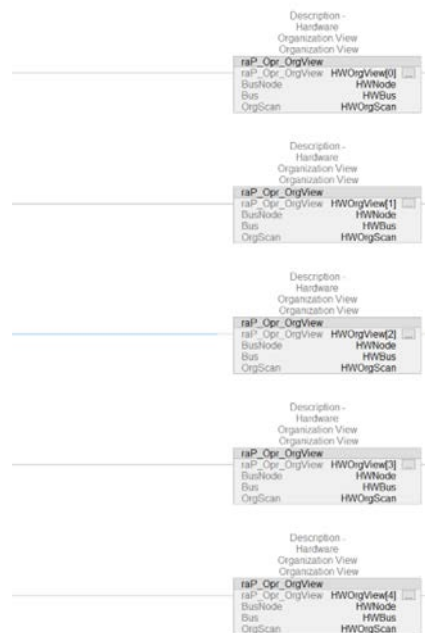 Description -
Hardware
Organization View
Organization View
raP_Opr_OrgView
raP_Opr_OrgView HWOrgView[0] ...
BusNode HWNode
Bus HWBus
OrgScan HWOrgScan
Description -
Hardware
Organization View
Organization View
raP_Opr_OrgView
raP_Opr_OrgView HWOrgView[1] ...
BusNode HWNode
Bus HWBus
OrgScan HWOrgScan
Description -
Hardware
Organization View
Organization View
raP_Opr_OrgView
raP_Opr_OrgView HWOrgView[2] ...
BusNode HWNode
Bus HWBus
OrgScan HWOrgScan
Description -
Hardware
Organization View
Organization View
raP_Opr_OrgView
raP_Opr_OrgView HWOrgView[3] ...
BusNode HWNode
Bus HWBus
OrgScan HWOrgScan
Description -
Hardware
Organization View
Organization View
raP_Opr_OrgView
raP_Opr_OrgView HWOrgView[4] ...
BusNode HWNode
Bus HWBus
OrgScan HWOrgScan